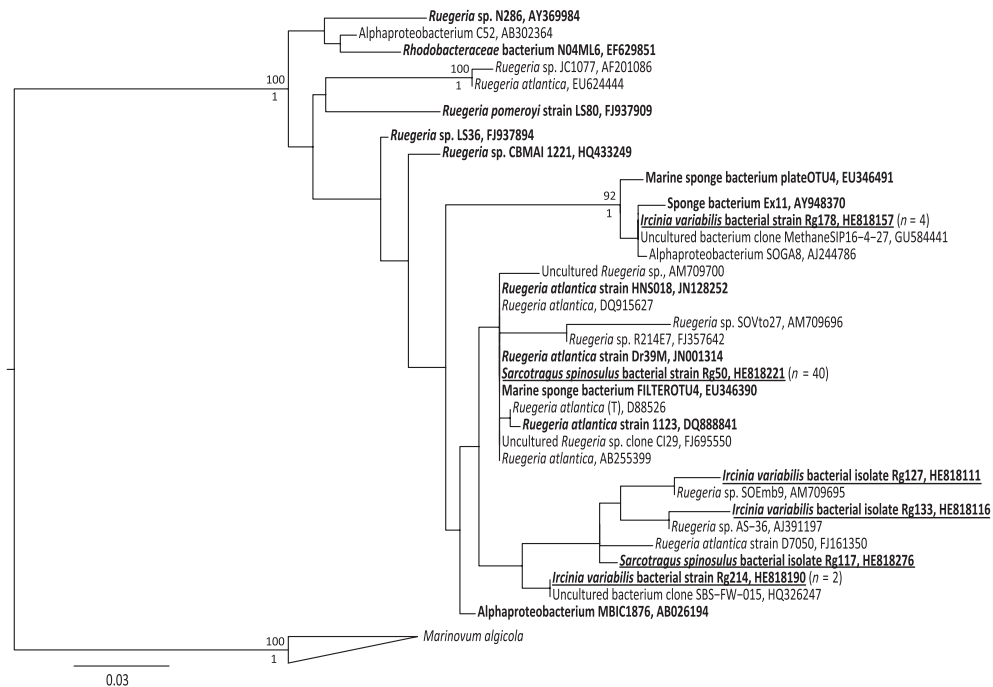 Ruegeria sp. N286, AY369984
Alphaproteobacterium C52, AB302364
Rhodobacteraceae bacterium N04ML6, EF629851
100
1
Ruegeria sp. JC1077, AF201086
100
1
Ruegeria atlantica, EU624444
Ruegeria pomeroyi strain LS80, FJ937909
Ruegeria sp. LS36, FJ937894
Ruegeria sp. CBMAI 1221, HQ433249
Marine sponge bacterium plateOTU4, EU346491
92
1
Sponge bacterium Ex11, AY948370
Ircinia variabilis bacterial strain Rg178, HE818157 (n = 4)
Uncultured bacterium clone MethaneSIP16−4−27, GU584441
Alphaproteobacterium SOGA8, AJ244786
Uncultured Ruegeria sp., AM709700
Ruegeria atlantica strain HNS018, JN128252
Ruegeria atlantica, DQ915627
Ruegeria sp. SOVto27, AM709696
Ruegeria sp. R214E7, FJ357642
Ruegeria atlantica strain Dr39M, JN001314
Sarcotragus spinosulus bacterial strain Rg50, HE818221 (n = 40)
Marine sponge bacterium FILTEROTU4, EU346390
Ruegeria atlantica (T), D88526
Ruegeria atlantica strain 1123, DQ888841
Uncultured Ruegeria sp. clone CI29, FJ695550
Ruegeria atlantica, AB255399
Ircinia variabilis bacterial isolate Rg127, HE818111
Ruegeria sp. SOEmb9, AM709695
Ircinia variabilis bacterial isolate Rg133, HE818116
Ruegeria sp. AS−36, AJ391197
Ruegeria atlantica strain D7050, FJ161350
Sarcotragus spinosulus bacterial isolate Rg117, HE818276
Ircinia variabilis bacterial strain Rg214, HE818190 (n = 2)
Uncultured bacterium clone SBS−FW−015, HQ326247
Alphaproteobacterium MBIC1876, AB026194
100
1
Marinovum algicola
0.03